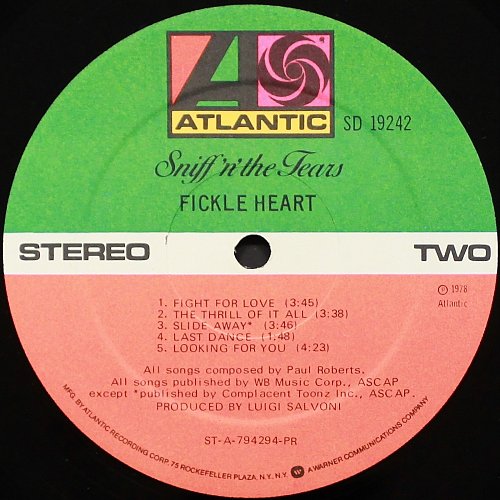 ATLANTIC
SD 19242
Sniff 'n' the Tears
FICKLE HEART
STEREO
TWO
℗ 1978
Atlantic
1. FIGHT FOR LOVE (3:45)
2. THE THRILL OF IT ALL (3:38)
3. SLIDE AWAY* (3:46)
4. LAST DANCE (1:48)
5. LOOKING FOR YOU (4:23)
All songs composed by Paul Roberts.
All songs published by WB Music Corp., ASCAP
except *published by Complacent Toonz Inc., ASCAP.
PRODUCED BY LUIGI SALVONI
ST-A-794294-PR
MFG. BY ATLANTIC RECORDING CORP. 75 ROCKEFELLER PLAZA, N.Y. N.Y. A WARNER COMMUNICATIONS COMPANY